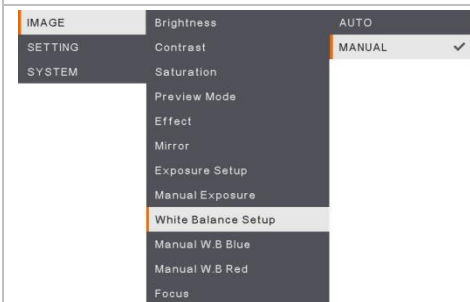 IMAGE
SETTING
SYSTEM
Brightness
Contrast
Saturation
Preview Mode
Effect
Mirror
Exposure Setup
Manual Exposure
White Balance Setup
Manual W.B Blue
Manual W.B Red
Focus
AUTO
MANUAL